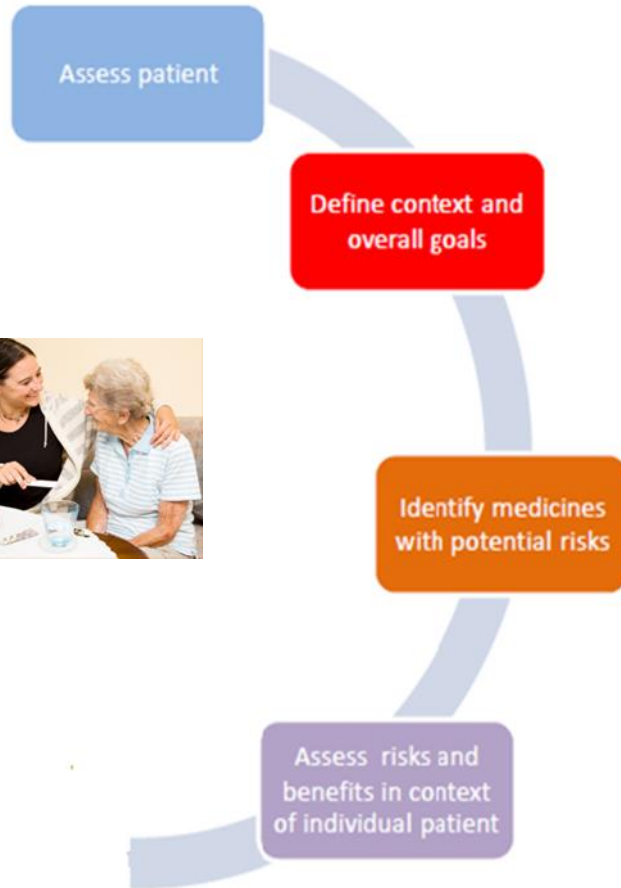 Assess patient
Define context and
overall goals
Identify medicines
with potential risks
Assess risks and
benefits in context
of individual patient